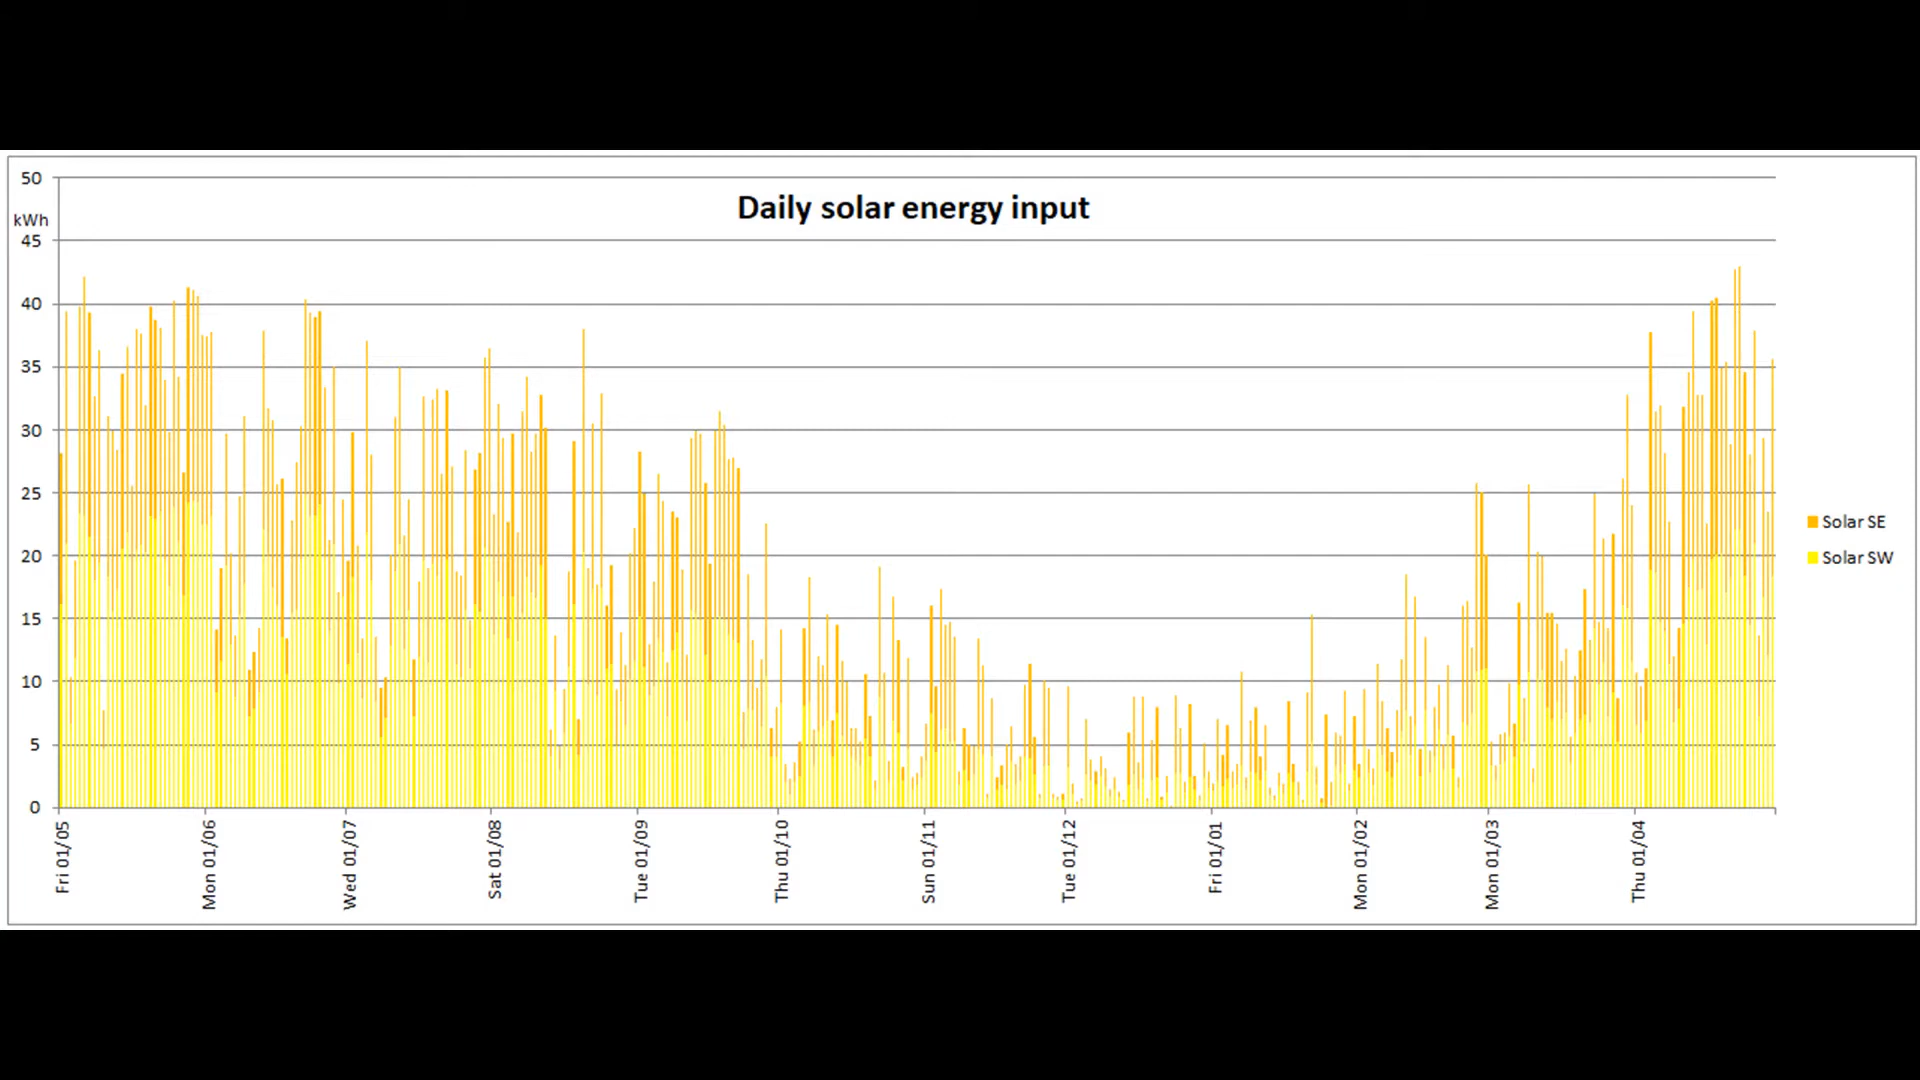 Daily solar energy input
50
kWh
45
40
35
30
25
20
15
10
5
0
Fri 01/05
Mon 01/06
Wed 01/07
Sat 01/08
Tue 01/09
Thu 01/10
Sun 01/11
Tue 01/12
Fri 01/01
Mon 01/02
Mon 01/03
Thu 01/04
Solar SE
Solar SW